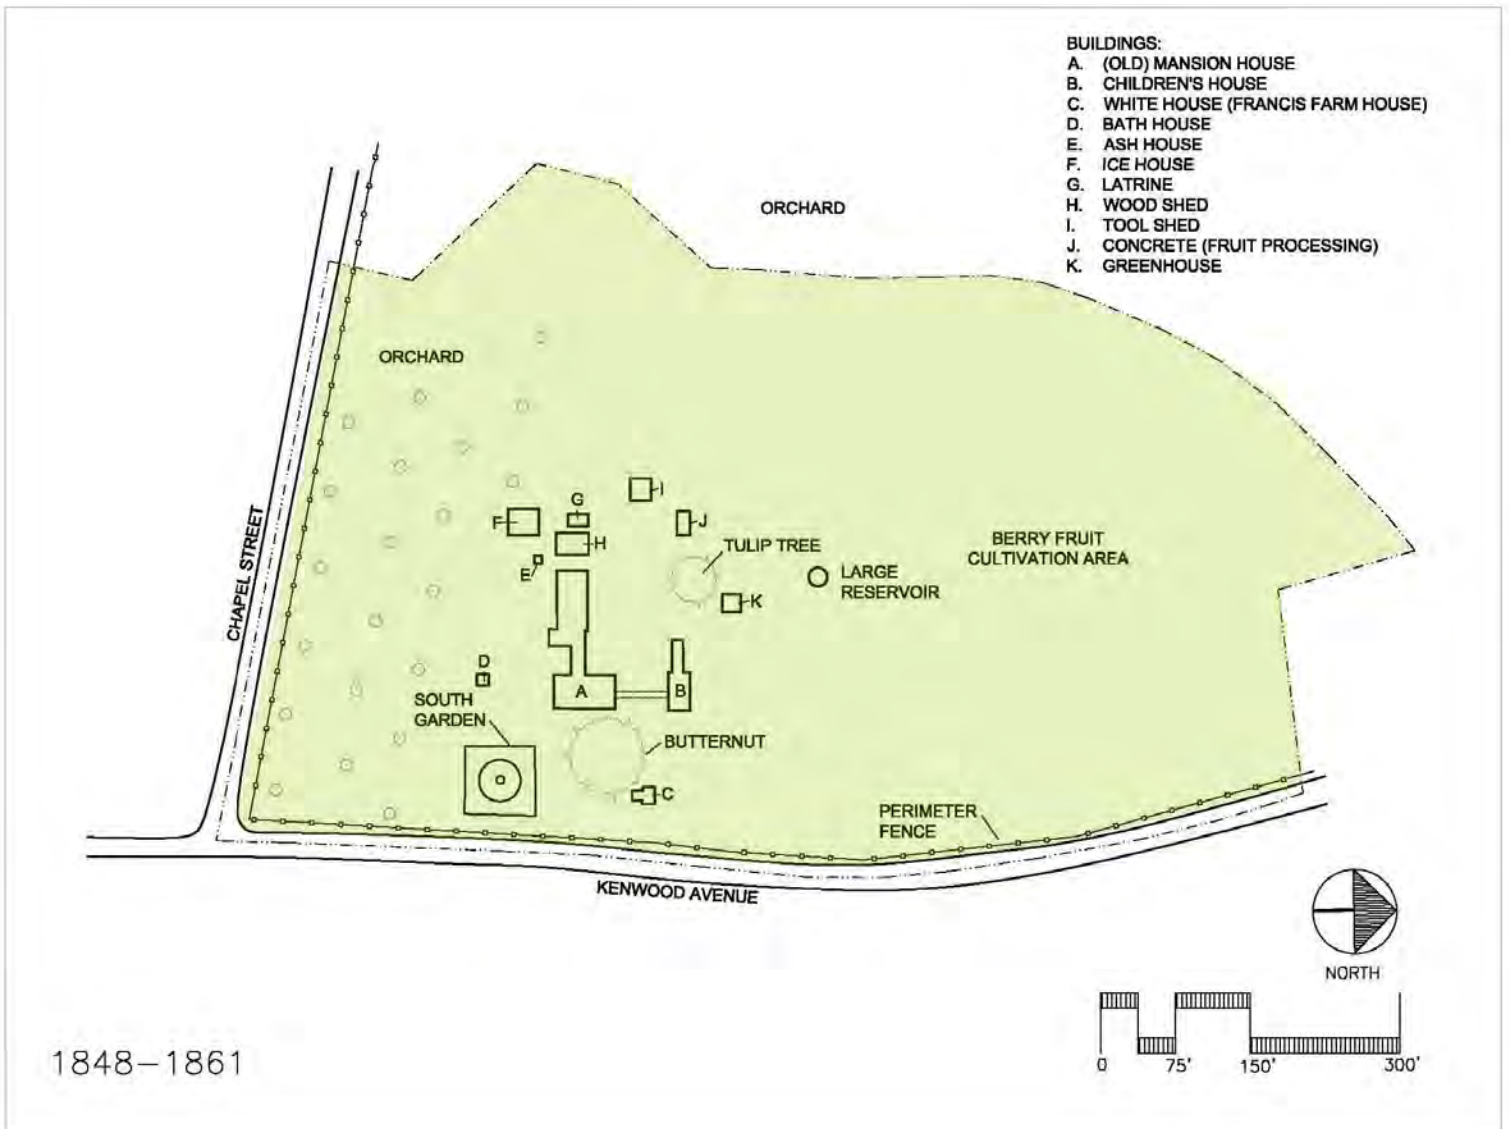 BUILDINGS:
A. (OLD) MANSION HOUSE
B. CHILDREN'S HOUSE
C. WHITE HOUSE (FRANCIS FARM HOUSE)
D. BATH HOUSE
E. ASH HOUSE
F. ICE HOUSE
G. LATRINE
H. WOOD SHED
I. TOOL SHED
J. CONCRETE (FRUIT PROCESSING)
K. GREENHOUSE
ORCHARD
ORCHARD
CHAPEL STREET
I
G
F
J
H
E
TULIP TREE
BERRY FRUIT
CULTIVATION AREA
LARGE
RESERVOIR
K
D
A
B
SOUTH
GARDEN
BUTTERNUT
C
PERIMETER
FENCE
KENWOOD AVENUE
NORTH
0 75' 150' 300'
1848-1861